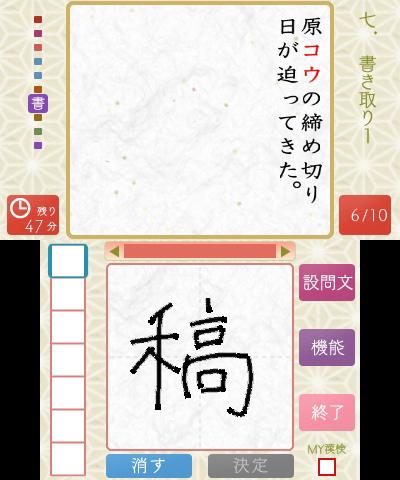 七．書き取り－
原コウの締め切り
日が迫ってきた。
書
残り
47分
6/10
設問文
稿
機能
終了
MY漢検
消す
決定